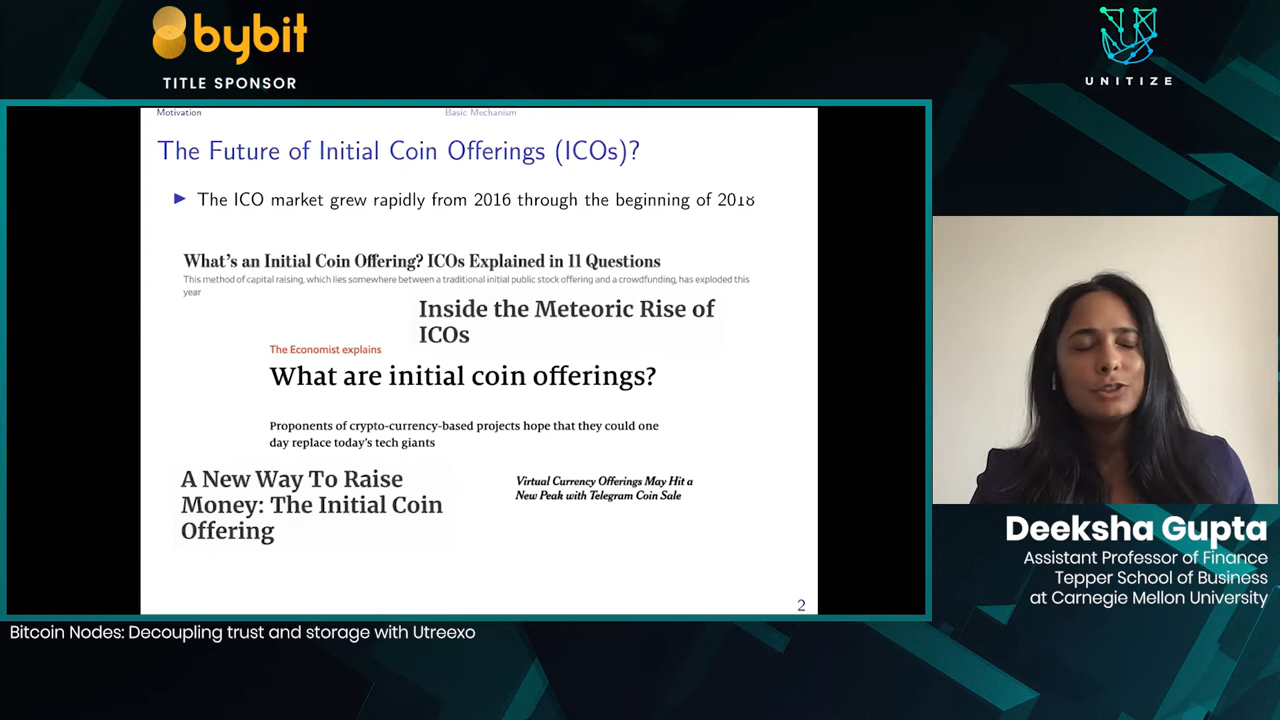 bybit
TITLE SPONSOR
UNITIZE
Motivation
Basic Mechanism
The Future of Initial Coin Offerings (ICOs)?
The ICO market grew rapidly from 2016 through the beginning of 2018
What's an Initial Coin Offering? ICOs Explained in 11 Questions
This method of capital raising, which lies somewhere between a traditional initial public stock offering and a crowdfunding, has exploded this
year
Inside the Meteoric Rise of
ICOs
The Economist explains
What are initial coin offerings?
Proponents of crypto-currency-based projects hope that they could one
day replace today's tech giants
A New Way To Raise
Money: The Initial Coin
Offering
Virtual Currency Offerings May Hit a
New Peak with Telegram Coin Sale
2
Deeksha Gupta
Assistant Professor of Finance
Tepper School of Business
at Carnegie Mellon University
Bitcoin Nodes: Decoupling trust and storage with Utreexo